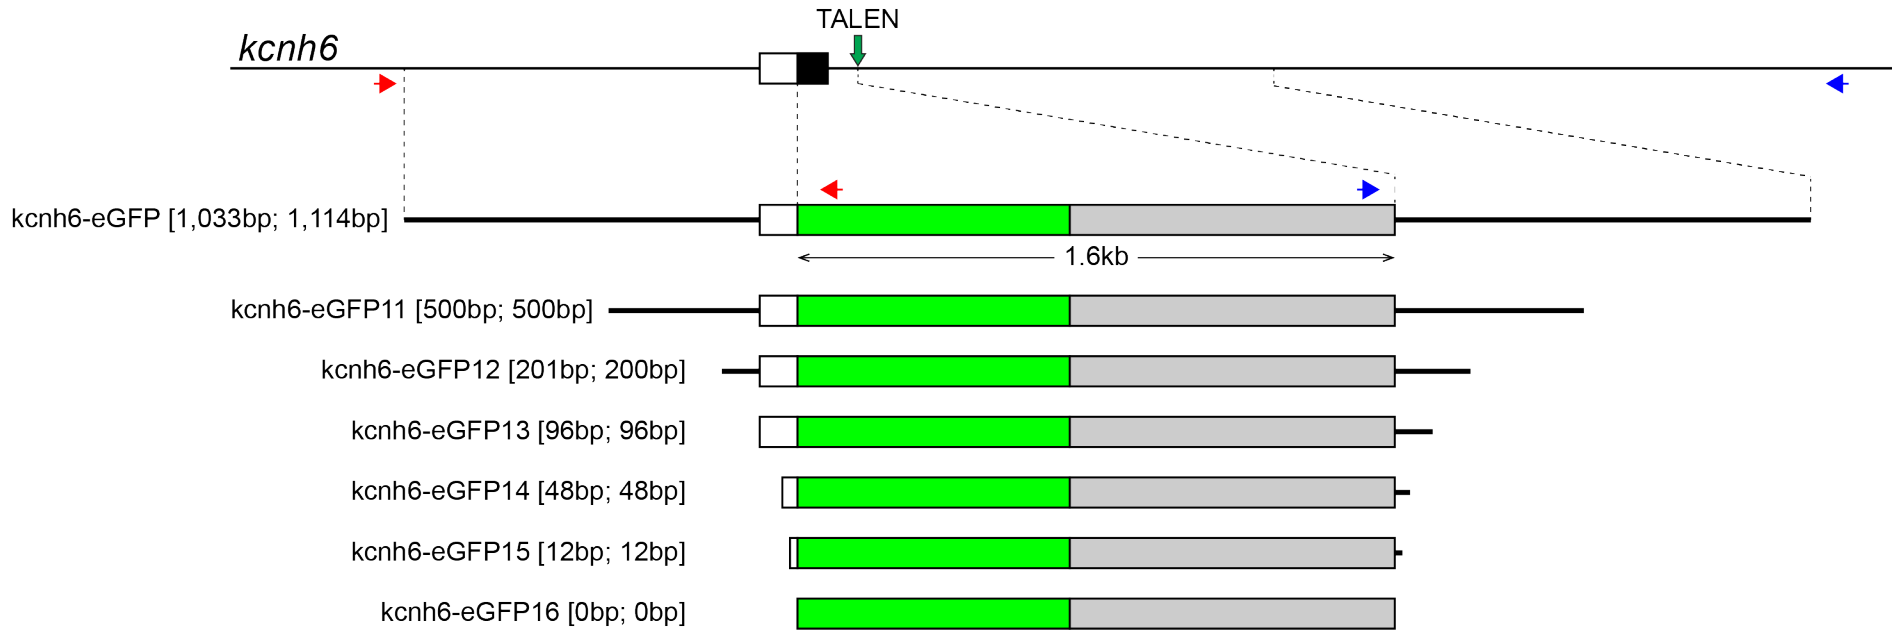 TALEN
kcnh6
kcnh6-eGFP [1,033bp; 1,114bp]
1.6kb
kcnh6-eGFP11 [500bp; 500bp]
kcnh6-eGFP12 [201bp; 200bp]
kcnh6-eGFP13 [96bp; 96bp]
kcnh6-eGFP14 [48bp; 48bp]
kcnh6-eGFP15 [12bp; 12bp]
kcnh6-eGFP16 [0bp; 0bp]